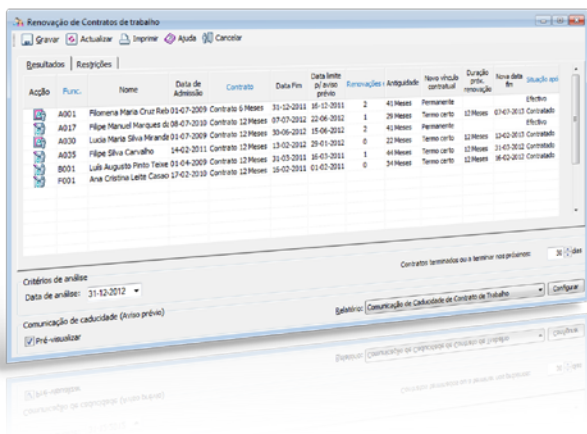 Renovação de Contratos de trabalho
Gravar Actualizar Imprimir Ajuda Cancelar
Resultados Restrições
Acção Func. Nome Data de Admissão Contrato Data Fim Data limite p/ aviso prévio Renovações Antiguidade Novo vínculo contratual Duração próx. renovação Nova data fim Situação apó
A001 Filomena Maria Cruz Reb 01-07-2009 Contrato 6 Meses 31-12-2011 16-12-2011 2 41 Meses Permanente Efectivo
A017 Filipe Manuel Marques d 08-07-2010 Contrato 12 Meses 07-07-2012 22-06-2012 1 29 Meses Termo certo 12 Meses 07-07-2013 Contratado
A030 Lucia Maria Silva Mirand 01-07-2009 Contrato 12 Meses 30-06-2012 15-06-2012 2 41 Meses Permanente Efectivo
A035 Filipe Silva Carvalho 14-02-2011 Contrato 12 Meses 13-02-2012 29-01-2012 0 22 Meses Termo certo 12 Meses 13-02-2013 Contratado
B001 Luís Augusto Pinto Teixe 01-04-2009 Contrato 12 Meses 31-03-2012 16-03-2012 1 44 Meses Termo certo 12 Meses 31-03-2013 Contratado
F001 Ana Cristina Leite Casao 17-02-2010 Contrato 12 Meses 16-02-2012 01-02-2012 0 34 Meses Termo certo 12 Meses 16-02-2013 Contratado
Critérios de análise
Data de análise: 31-12-2012
Contratos terminados ou a terminar nos próximos: 30 dias
Comunicação de caducidade (Aviso prévio)
Pré-visualizar
Relatório: Comunicação de Caducidade de Contrato de Trabalho Configurar